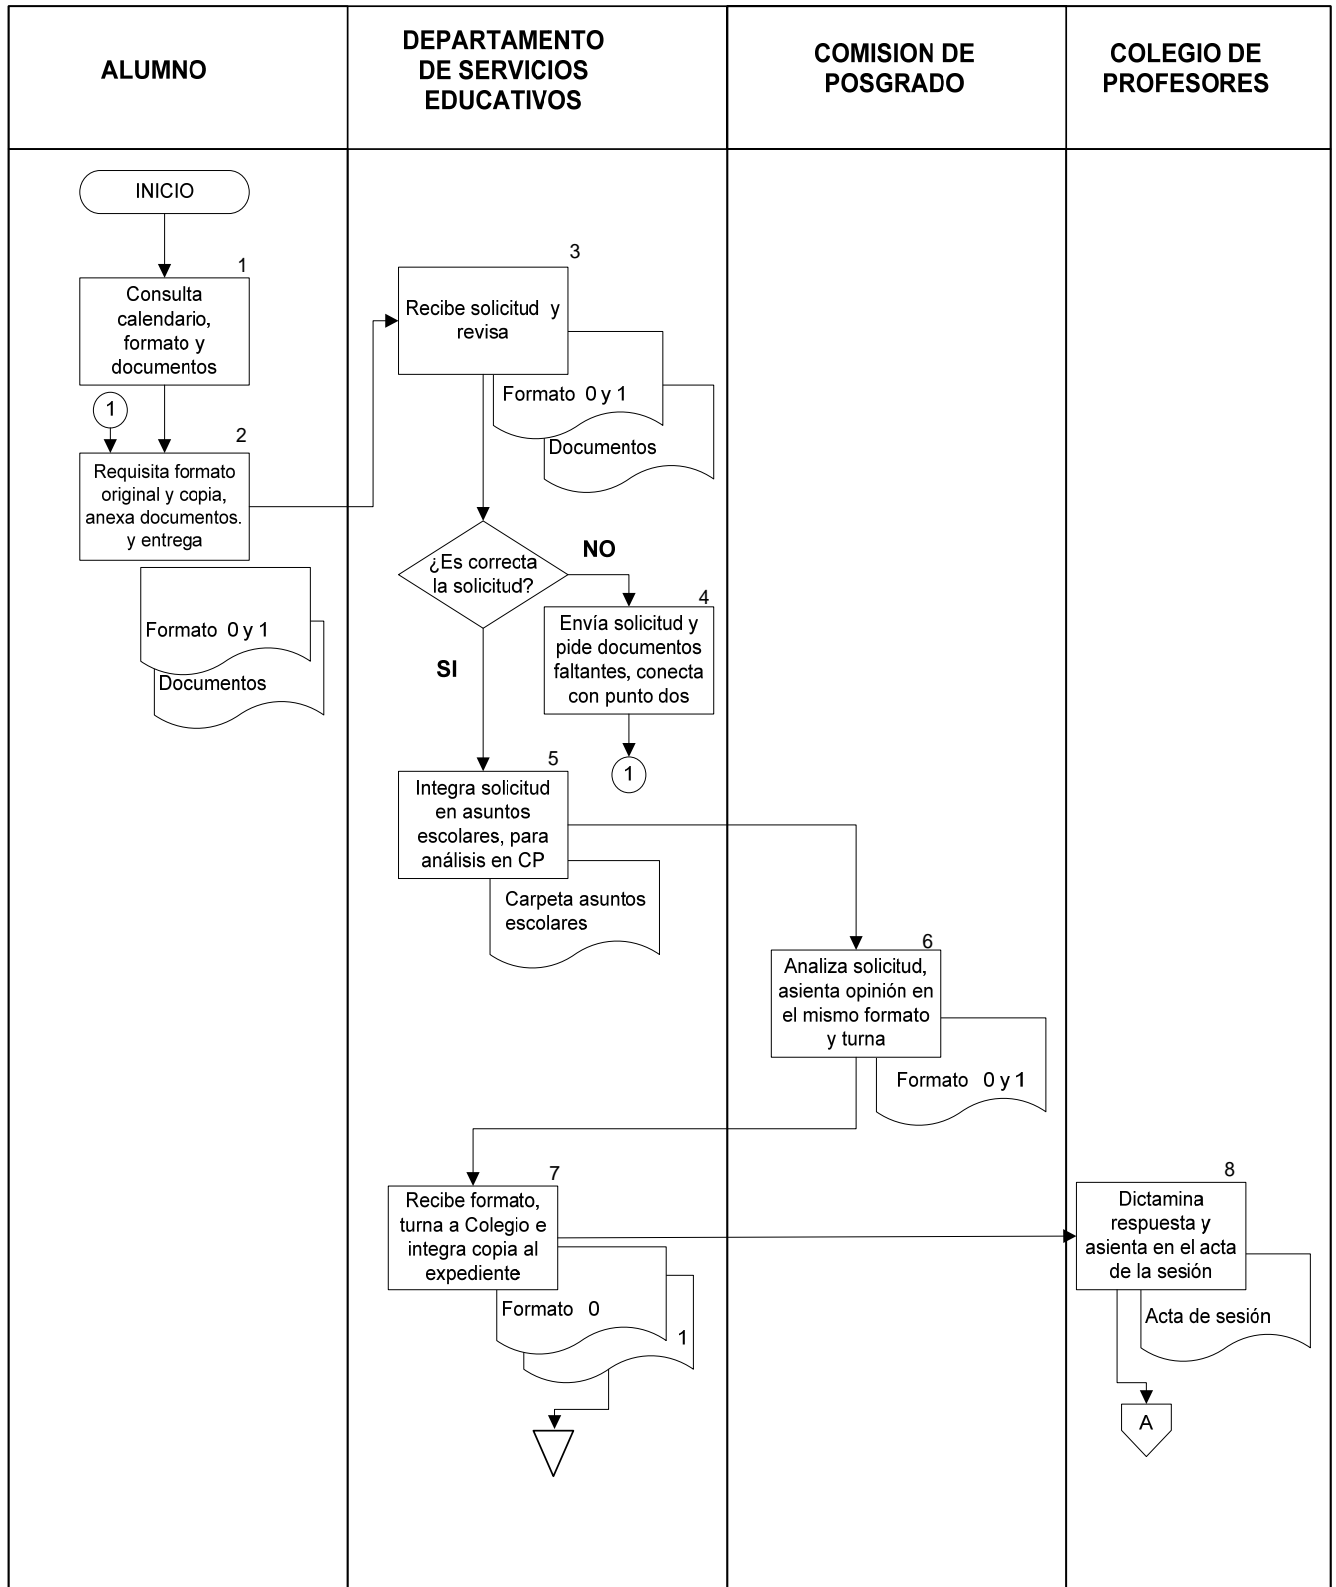 ALUMNO
DEPARTAMENTO
DE SERVICIOS
EDUCATIVOS
COMISION DE
POSGRADO
COLEGIO DE
PROFESORES
INICIO
1
Consulta
calendario,
formato y
documentos
1
2
Requisita formato
original y copia,
anexa documentos.
y entrega
Formato 0 y 1
Documentos
3
Recibe solicitud y
revisa
Formato 0 y 1
Documentos
¿Es correcta
la solicitud?
NO
SI
4
Envía solicitud y
pide documentos
faltantes, conecta
con punto dos
1
5
Integra solicitud
en asuntos
escolares, para
análisis en CP
Carpeta asuntos
escolares
6
Analiza solicitud,
asienta opinión en
el mismo formato
y turna
Formato 0 y 1
7
Recibe formato,
turna a Colegio e
integra copia al
expediente
Formato 0
1
8
Dictamina
respuesta y
asienta en el acta
de la sesión
Acta de sesión
A